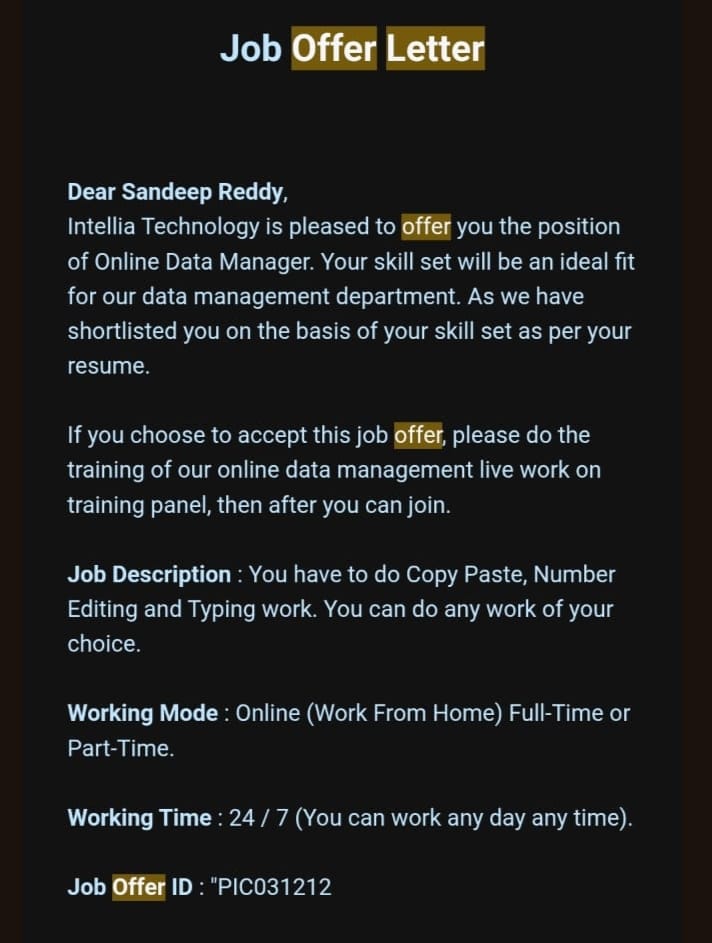 Job Offer Letter
Dear Sandeep Reddy,
Intellia Technology is pleased to offer you the position
of Online Data Manager. Your skill set will be an ideal fit
for our data management department. As we have
shortlisted you on the basis of your skill set as per your
resume.
If you choose to accept this job offer, please do the
training of our online data management live work on
training panel, then after you can join.
Job Description : You have to do Copy Paste, Number
Editing and Typing work. You can do any work of your
choice.
Working Mode : Online (Work From Home) Full-Time or
Part-Time.
Working Time : 24 / 7 (You can work any day any time).
Job Offer ID : "PIC031212